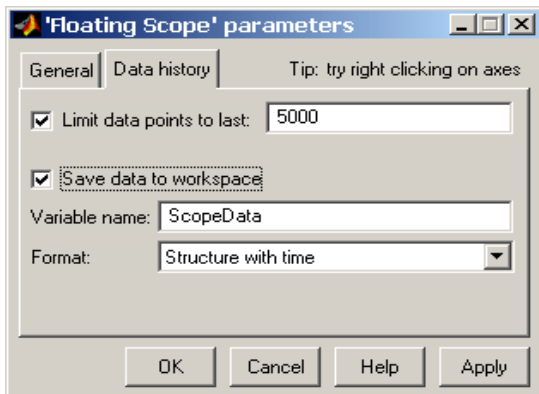 'Floating Scope' parameters
General Data history Tip: try right clicking on axes
Limit data points to last: 5000
Save data to workspace
Variable name: ScopeData
Format: Structure with time
OK Cancel Help Apply